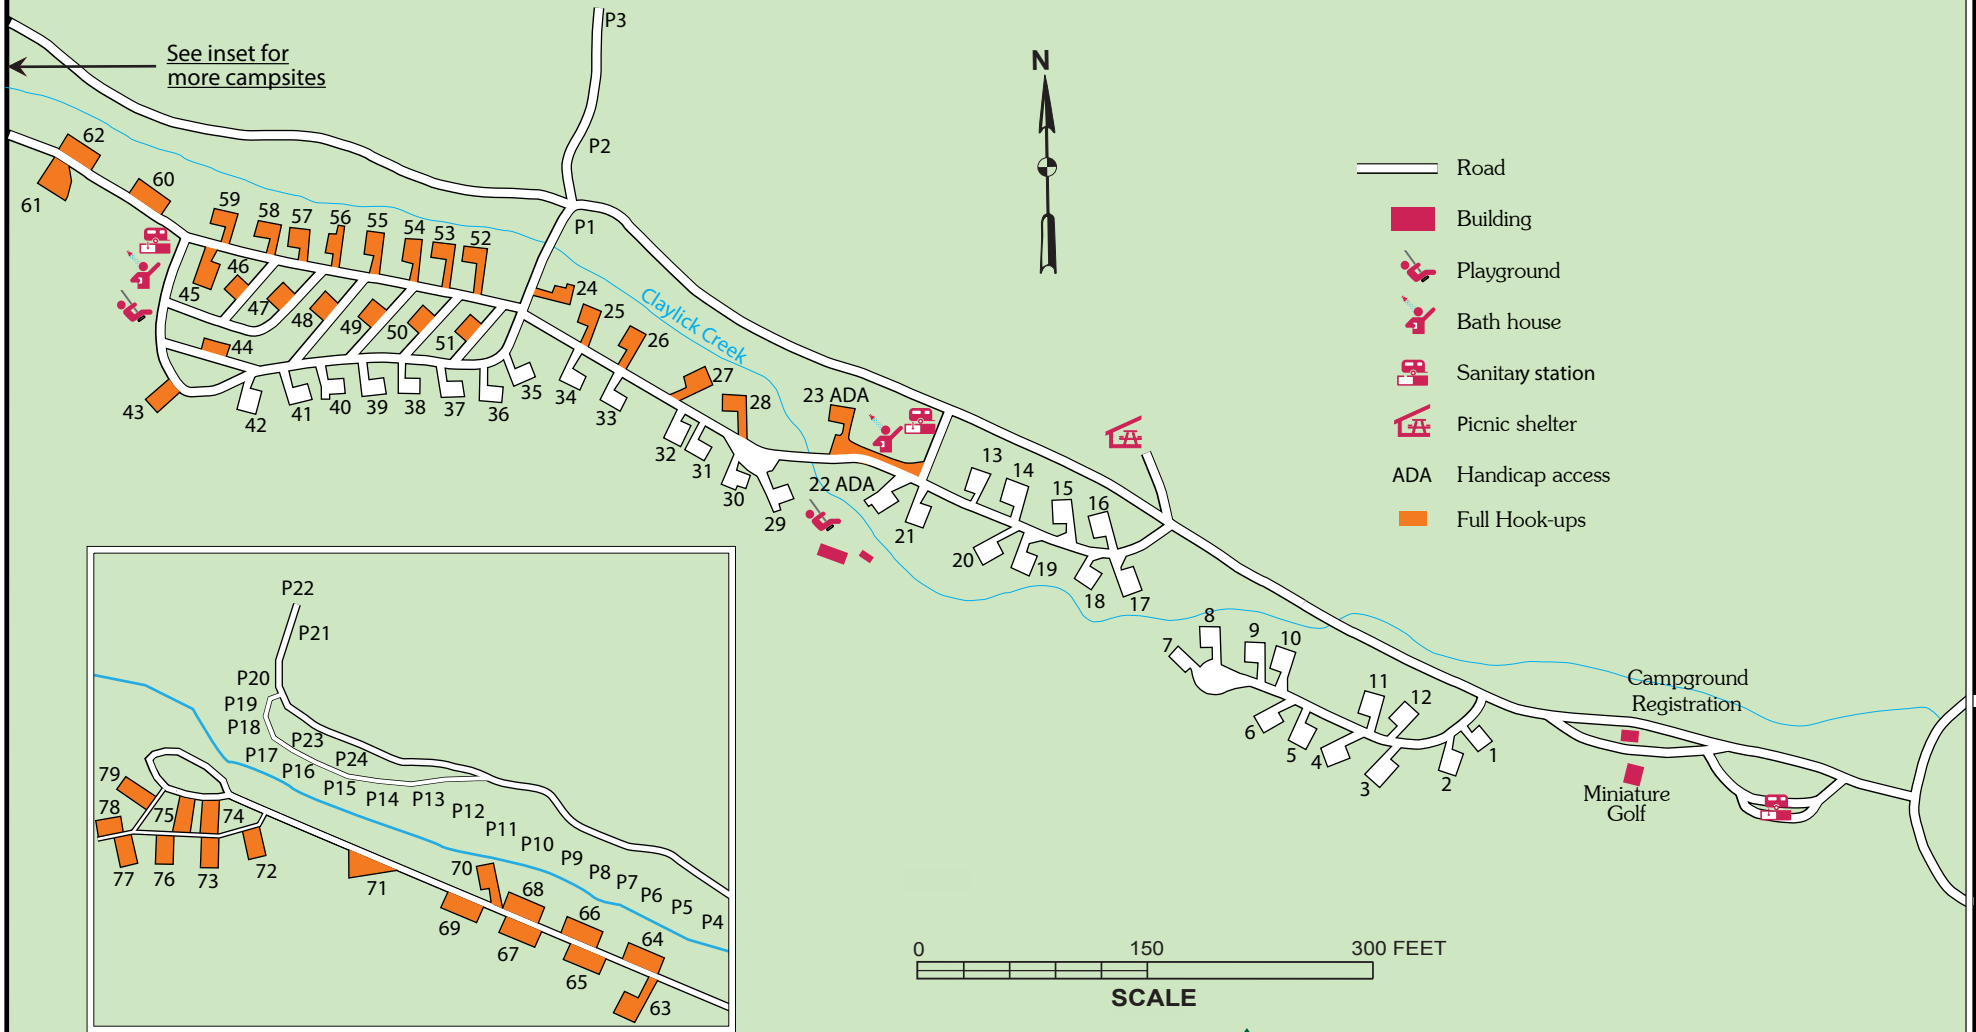 P3
See inset for
more campsites
N
62
P2
60
61
59
58
57
56
55
54
53
52
P1
46
45
47
48
49
50
51
44
43
42
41
40
39
38
37
36
35
34
33
24
25
26
27
28
Claylick Creek
23 ADA
22 ADA
32
31
30
29
21
13
14
15
16
20
19
18
17
8
7
9
10
11
12
6
5
4
3
2
1
Road
Building
Playground
Bath house
Sanitary station
Picnic shelter
ADA Handicap access
Full Hook-ups
Campground
Registration
Miniature
Golf
P22
P21
P20
P19
P18
P23
P17
P24
P16
P15
P14
P13
P12
P11
P10
P9
P8
P7
P6
P5
P4
79
78
75
74
77
76
73
72
71
70
69
68
67
66
65
64
63
0 150 300 FEET
SCALE